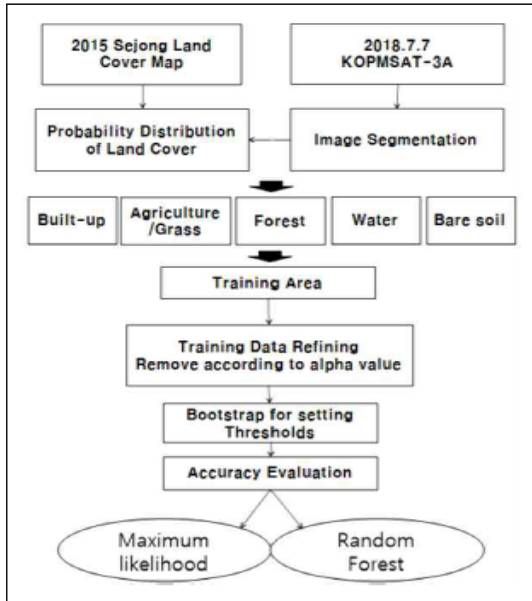 2015 Sejong Land
Cover Map
2018.7.7
KOPMSAT-3A
Probability Distribution
of Land Cover
Image Segmentation
Built-up
Agriculture
/Grass
Forest
Water
Bare soil
Training Area
Training Data Refining
Remove according to alpha value
Bootstrap for setting
Thresholds
Accuracy Evaluation
Maximum
likelihood
Random
Forest